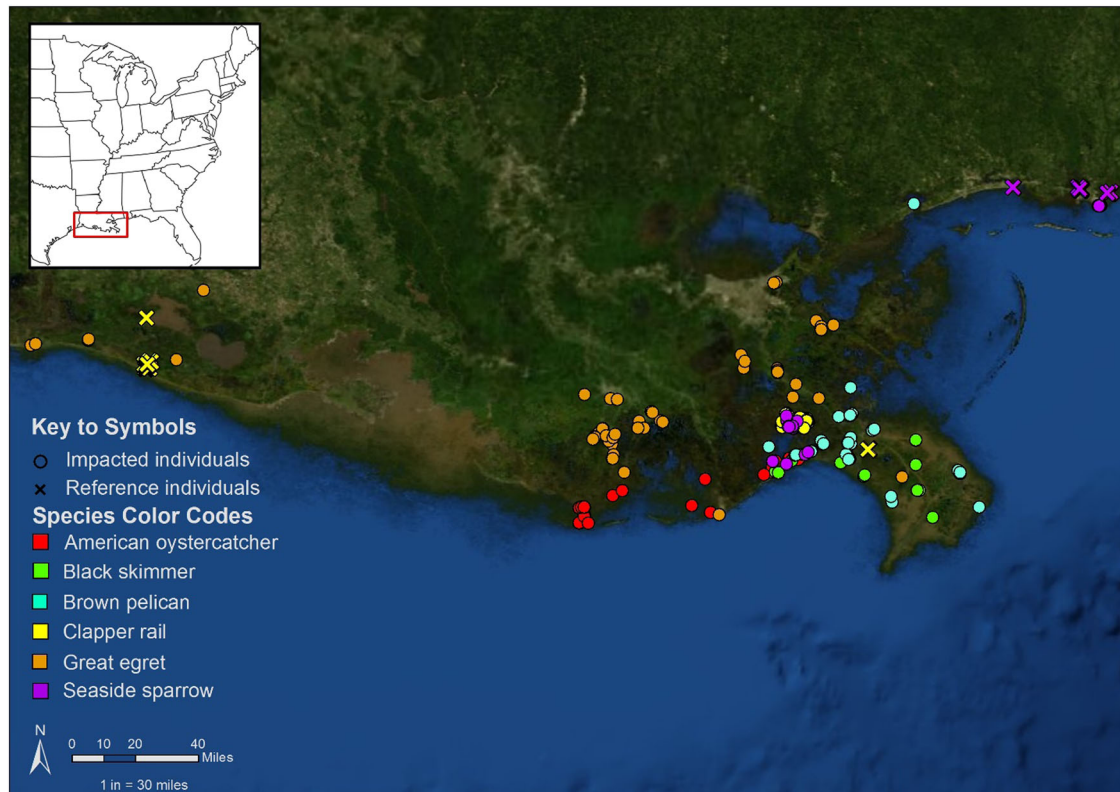 Key to Symbols
Impacted individuals
Reference individuals
Species Color Codes
American oystercatcher
Black skimmer
Brown pelican
Clapper rail
Great egret
Seaside sparrow
N
0 10 20 40
Miles
1 in = 30 miles